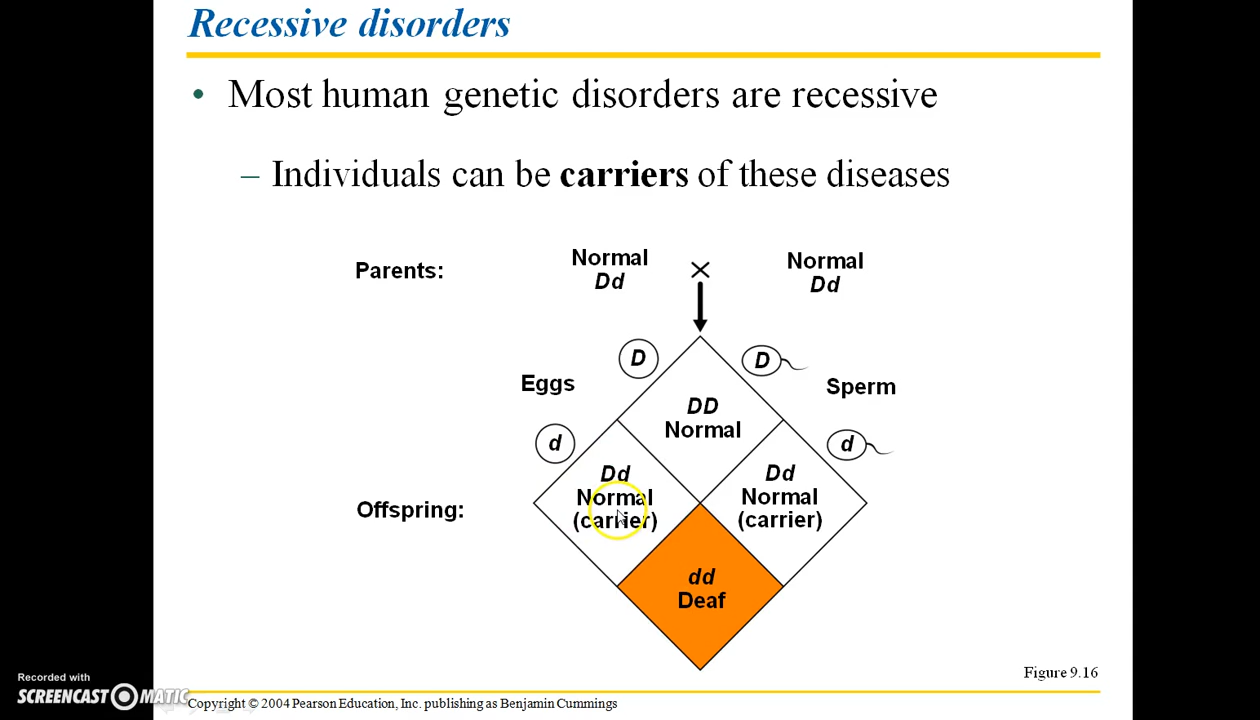 Recessive disorders
• Most human genetic disorders are recessive
– Individuals can be carriers of these diseases
Parents:
Normal
Dd
×
Normal
Dd
D
D
Eggs
Sperm
DD
Normal
d
d
Dd
Normal
(carrier)
Dd
Normal
(carrier)
Offspring:
dd
Deaf
Figure 9.16
Recorded with
SCREENCAST MATIC
Copyright © 2004 Pearson Education, Inc. publishing as Benjamin Cummings